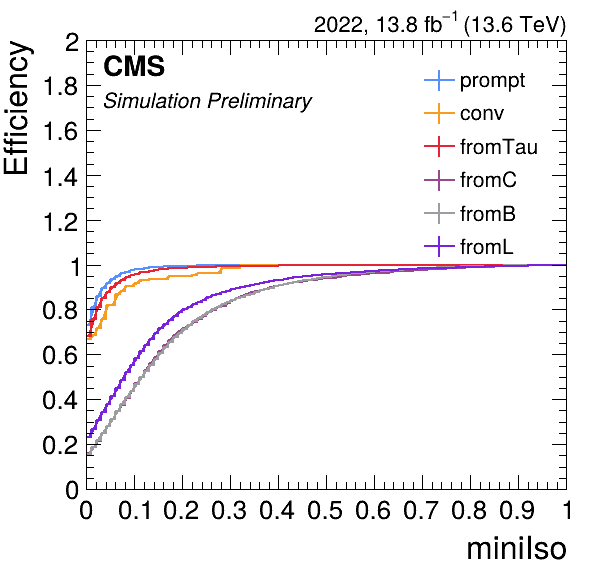 2022, 13.8 fb⁻¹ (13.6 TeV)
CMS
Simulation Preliminary
prompt
conv
fromTau
fromC
fromB
fromL
Efficiency
2
1.8
1.6
1.4
1.2
1
0.8
0.6
0.4
0.2
0
0 0.1 0.2 0.3 0.4 0.5 0.6 0.7 0.8 0.9 1
miniIso